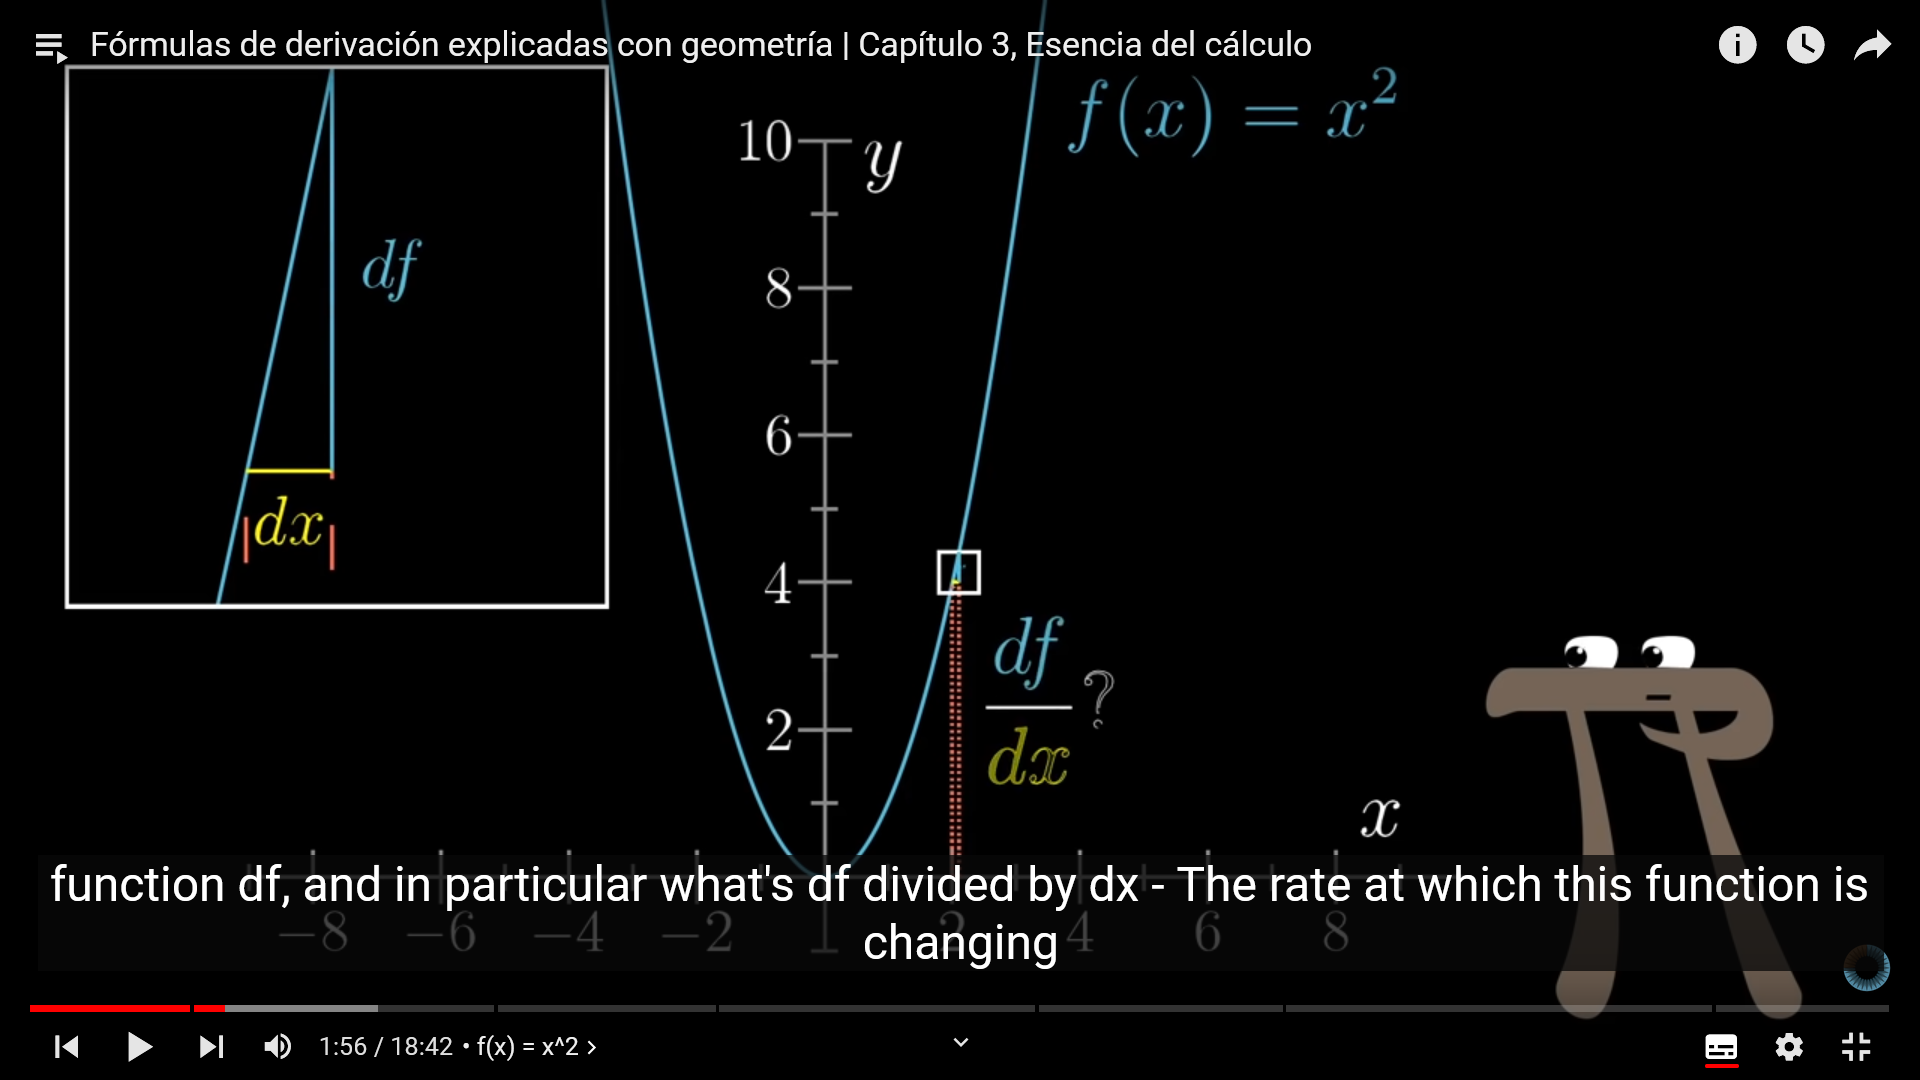 Fórmulas de derivación explicadas con geometría | Capítulo 3, Esencia del cálculo
f(x) = x²
10 y
8
df
6
dx
4
df
dx
?
2
x
function df, and in particular what's df divided by dx - The rate at which this function is
changing
−8 −6 −4 −2 2 4 6 8
1:56 / 18:42 • f(x) = x^2 >